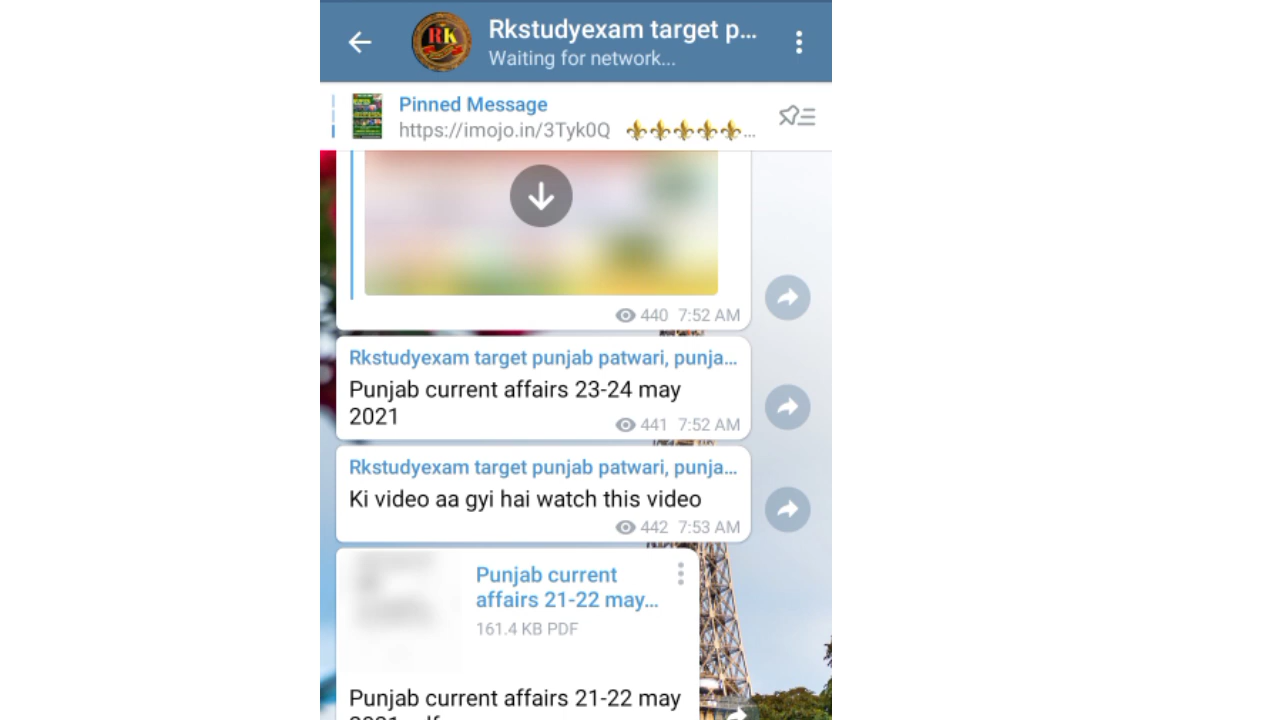 Rkstudyexam target p...
RK
Waiting for network...
Pinned Message
https://imojo.in/3Tyk0Q ⚜⚜⚜⚜⚜...
440 7:52 AM
Rkstudyexam target punjab patwari, punja...
Punjab current affairs 23-24 may
2021
441 7:52 AM
Rkstudyexam target punjab patwari, punja...
Ki video aa gyi hai watch this video
442 7:53 AM
Punjab current
affairs 21-22 may...
161.4 KB PDF
Punjab current affairs 21-22 may